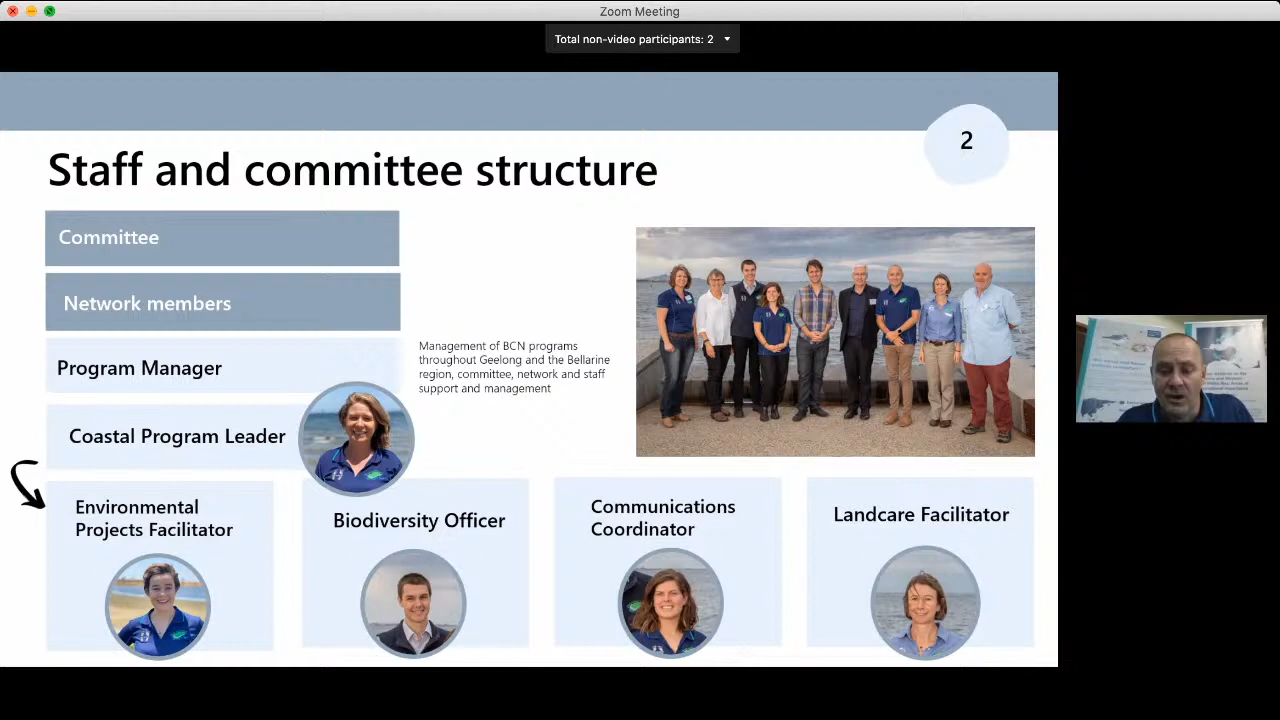 Zoom Meeting
Total non-video participants: 2
2
Staff and committee structure
Committee
Network members
Program Manager
Management of BCN programs
throughout Geelong and the Bellarine
region, committee, network and staff
support and management
Coastal Program Leader
Environmental
Projects Facilitator
Biodiversity Officer
Communications
Coordinator
Landcare Facilitator